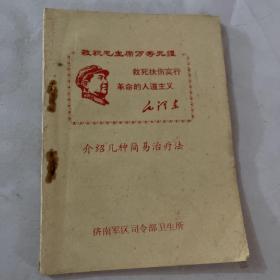 敬祝毛主席万寿无疆
救死扶伤实行
革命的人道主义
毛泽东
介绍几种简易治疗法
济南军区司令部卫生所